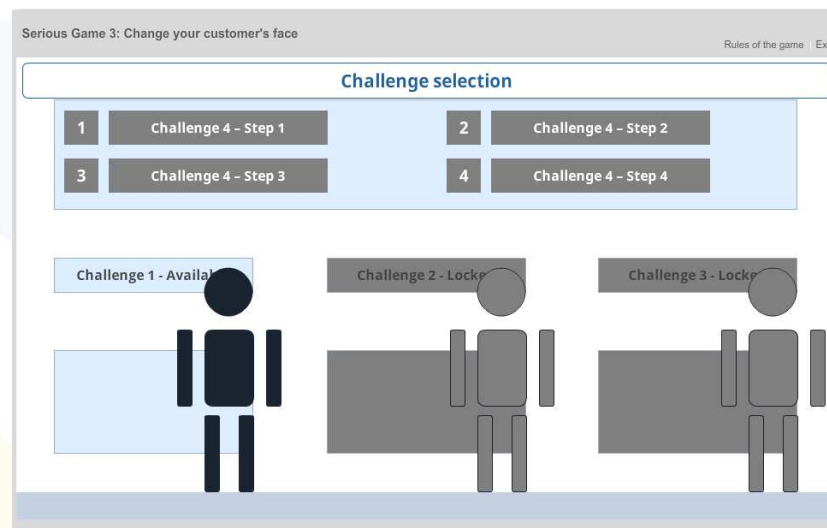 Serious Game 3: Change your customer's face
Rules of the game
Challenge selection
1 Challenge 4 – Step 1
2 Challenge 4 – Step 2
3 Challenge 4 – Step 3
4 Challenge 4 – Step 4
Challenge 1 -
Challenge 2 -
Challenge 3 -